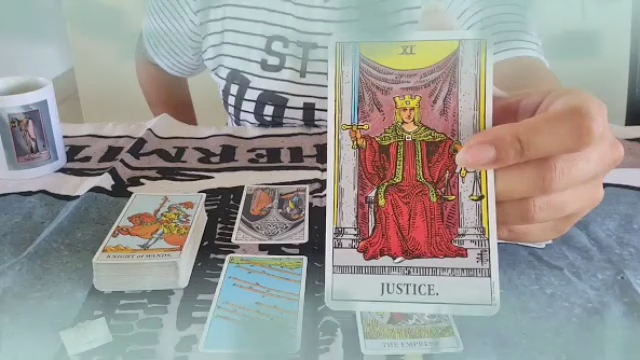 XI
JUSTICE.
HERMIT
KNIGHT of WANDS.
THE EMPRESS
ST